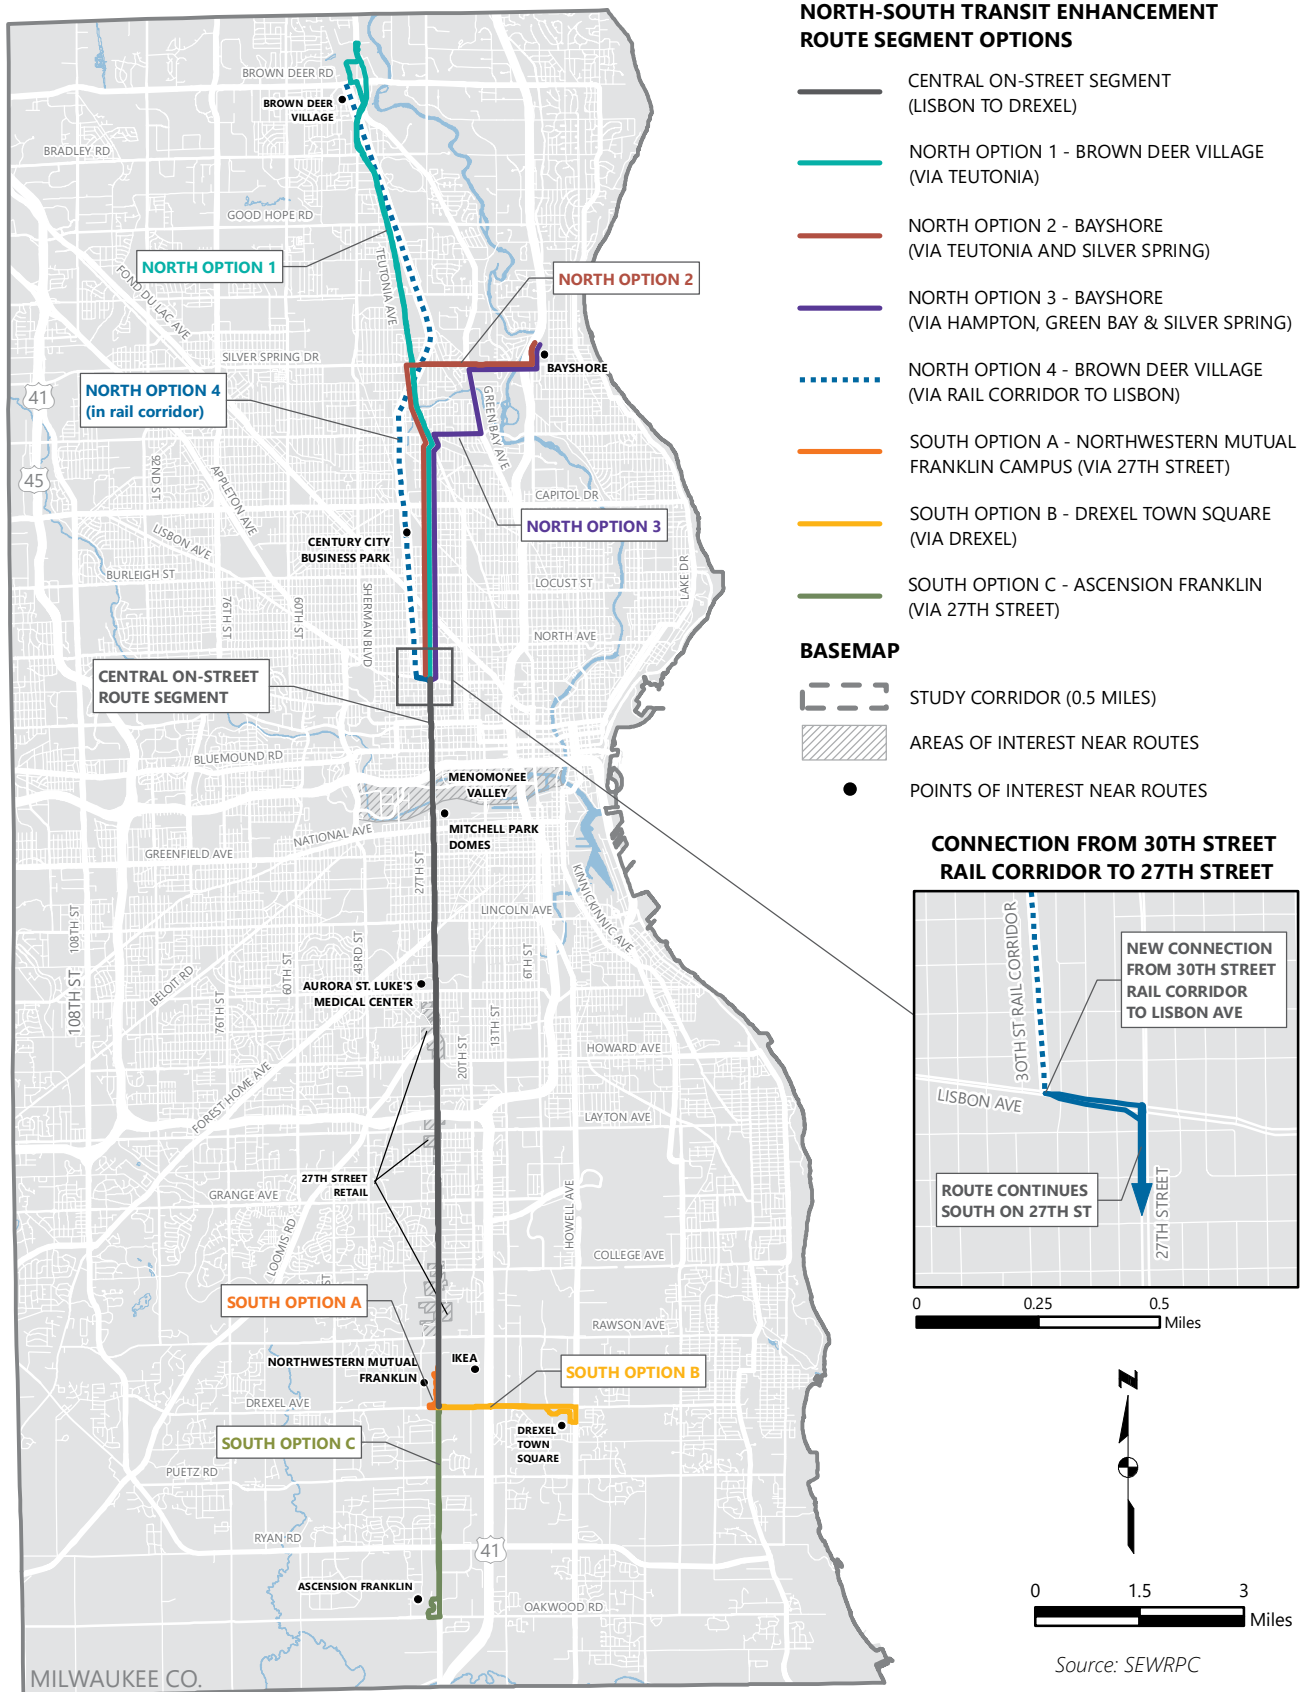 NORTH-SOUTH TRANSIT ENHANCEMENT
ROUTE SEGMENT OPTIONS
CENTRAL ON-STREET SEGMENT
(LISBON TO DREXEL)
NORTH OPTION 1 - BROWN DEER VILLAGE
(VIA TEUTONIA)
NORTH OPTION 2 - BAYSHORE
(VIA TEUTONIA AND SILVER SPRING)
NORTH OPTION 3 - BAYSHORE
(VIA HAMPTON, GREEN BAY & SILVER SPRING)
NORTH OPTION 4 - BROWN DEER VILLAGE
(VIA RAIL CORRIDOR TO LISBON)
SOUTH OPTION A - NORTHWESTERN MUTUAL
FRANKLIN CAMPUS (VIA 27TH STREET)
SOUTH OPTION B - DREXEL TOWN SQUARE
(VIA DREXEL)
SOUTH OPTION C - ASCENSION FRANKLIN
(VIA 27TH STREET)
BASEMAP
STUDY CORRIDOR (0.5 MILES)
AREAS OF INTEREST NEAR ROUTES
POINTS OF INTEREST NEAR ROUTES
CONNECTION FROM 30TH STREET
RAIL CORRIDOR TO 27TH STREET
30TH ST RAIL CORRIDOR
NEW CONNECTION
FROM 30TH STREET
RAIL CORRIDOR
TO LISBON AVE
LISBON AVE
ROUTE CONTINUES
SOUTH ON 27TH ST
27TH STREET
0 0.25 0.5
Miles
N
0 1.5 3
Miles
Source: SEWRPC
BROWN DEER RD
BROWN DEER
VILLAGE
BRADLEY RD
GOOD HOPE RD
NORTH OPTION 1
TEUTONIA AVE
FOND DU LAC AVE
NORTH OPTION 2
SILVER SPRING DR
BAYSHORE
NORTH OPTION 4
(in rail corridor)
41
GREEN BAY AVE
45
92ND ST
APPLETON AVE
CAPITOL DR
NORTH OPTION 3
LISBON AVE
CENTURY CITY
BUSINESS PARK
BURLEIGH ST
LOCUST ST
LAKE DR
76TH ST
60TH ST
SHERMAN BLVD
NORTH AVE
CENTRAL ON-STREET
ROUTE SEGMENT
BLUEMOUND RD
MENOMONEE
VALLEY
MITCHELL PARK
DOMES
NATIONAL AVE
GREENFIELD AVE
27TH ST
KINNICKINNIC AVE
LINCOLN AVE
108TH ST
108TH ST
BELOIT RD
76TH ST
60TH ST
43RD ST
6TH ST
AURORA ST. LUKE'S
MEDICAL CENTER
20TH ST
13TH ST
HOWARD AVE
FOREST HOME AVE
LAYTON AVE
27TH STREET
RETAIL
GRANGE AVE
LOOMIS RD
HOWELL AVE
COLLEGE AVE
ST
SOUTH OPTION A
RAWSON AVE
NORTHWESTERN MUTUAL
FRANKLIN
IKEA
SOUTH OPTION B
DREXEL AVE
DREXEL
TOWN
SQUARE
SOUTH OPTION C
PUETZ RD
RYAN RD
41
ASCENSION FRANKLIN
OAKWOOD RD
MILWAUKEE CO.